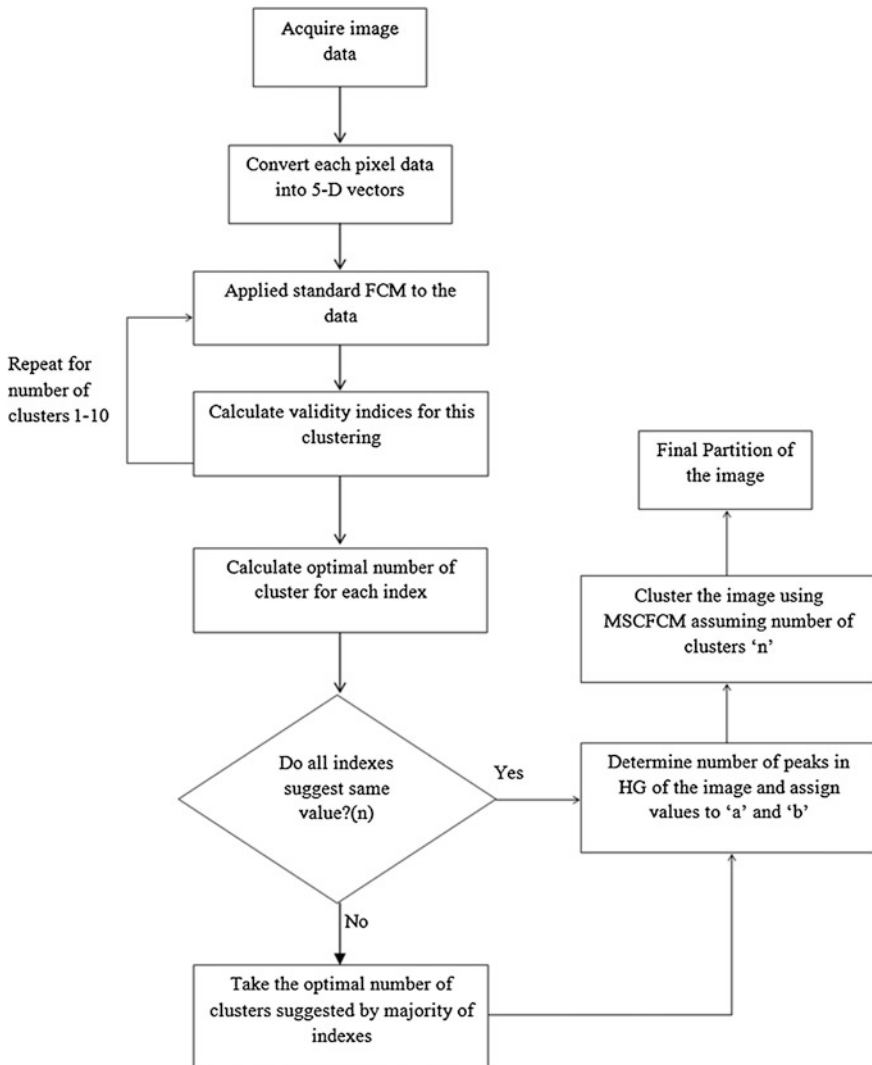 Acquire image
data
Convert each pixel data
into 5-D vectors
Applied standard FCM to the
data
Repeat for
number of
clusters 1-10
Calculate validity indices for this
clustering
Calculate optimal number of
cluster for each index
Do all indexes
suggest same
value?(n)
Yes
No
Take the optimal number of
clusters suggested by majority of
indexes
Determine number of peaks in
HG of the image and assign
values to ‘a’ and ‘b’
Cluster the image using
MSCFCM assuming number of
clusters ‘n’
Final Partition of
the image